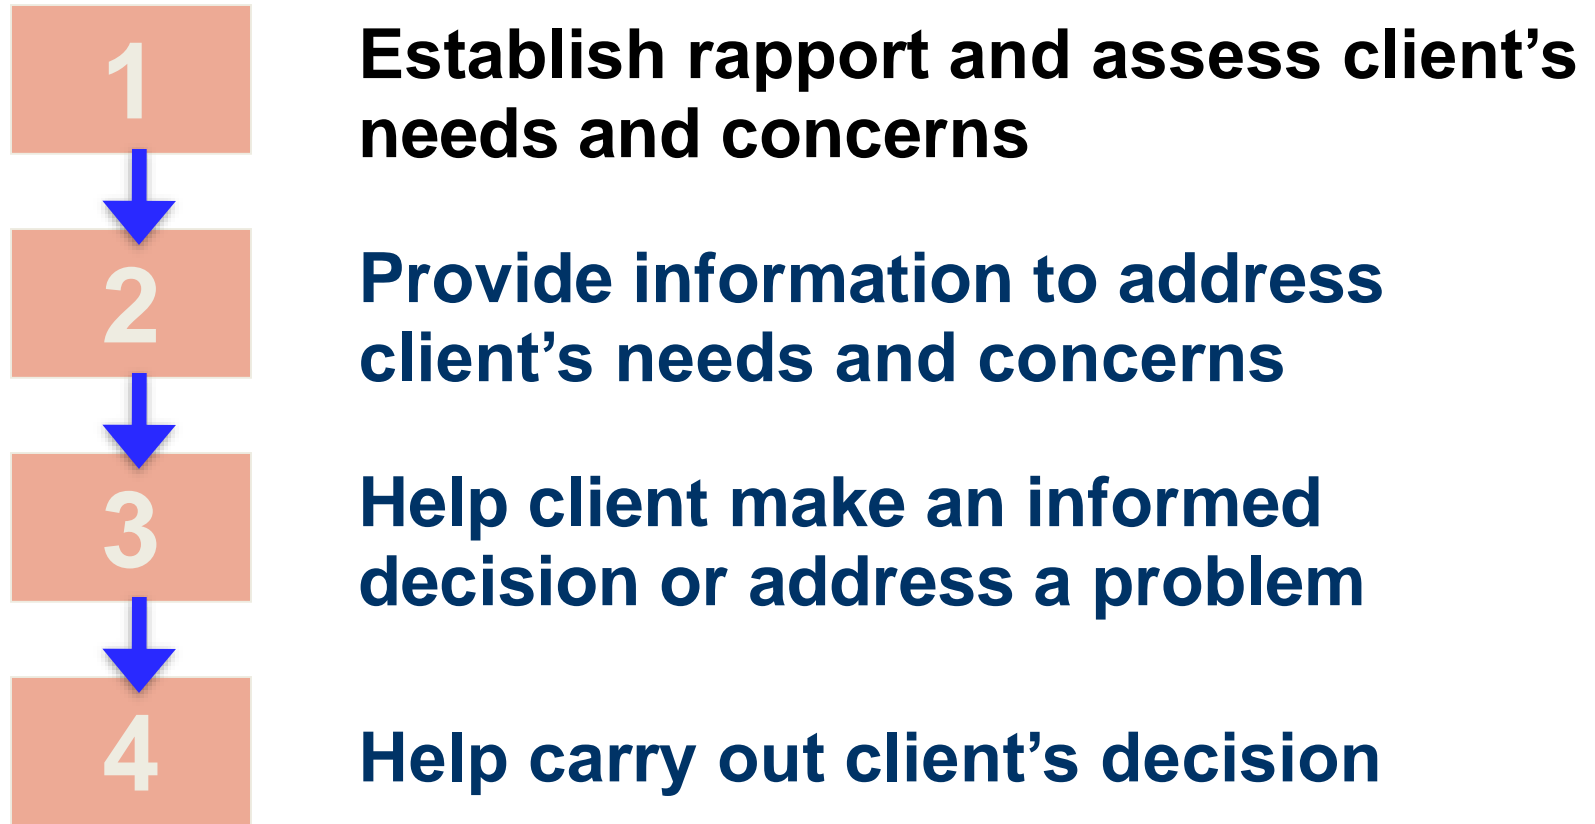 1
Establish rapport and assess client’s
needs and concerns
2
Provide information to address
client’s needs and concerns
3
Help client make an informed
decision or address a problem
4
Help carry out client’s decision